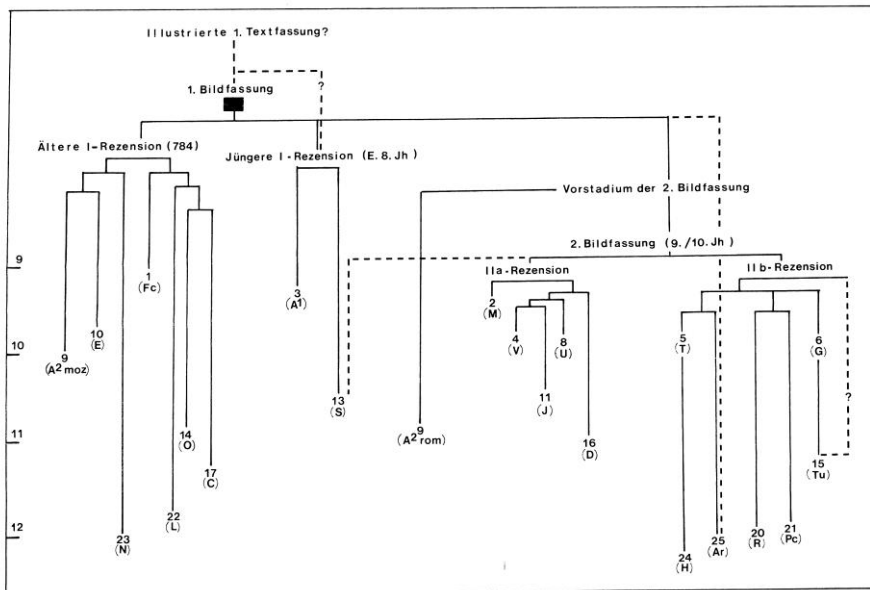 Illustrierte 1. Textfassung?
?
1. Bildfassung
Ältere I-Rezension (784)
Jüngere I-Rezension (E. 8. Jh)
Vorstadium der 2. Bildfassung
2. Bildfassung (9./10. Jh)
IIa-Rezension
IIb-Rezension
9
1
(Fc)
3
(A1)
2
(M)
4
(V)
8
(U)
5
(T)
6
(G)
10
(E)
10
9
(A2 moz)
11
(J)
13
(S)
?
14
(O)
9
(A2 rom)
16
(D)
11
15
(Tu)
17
(C)
22
(L)
12
23
(N)
24
(H)
25
(Ar)
20
(R)
21
(Pc)